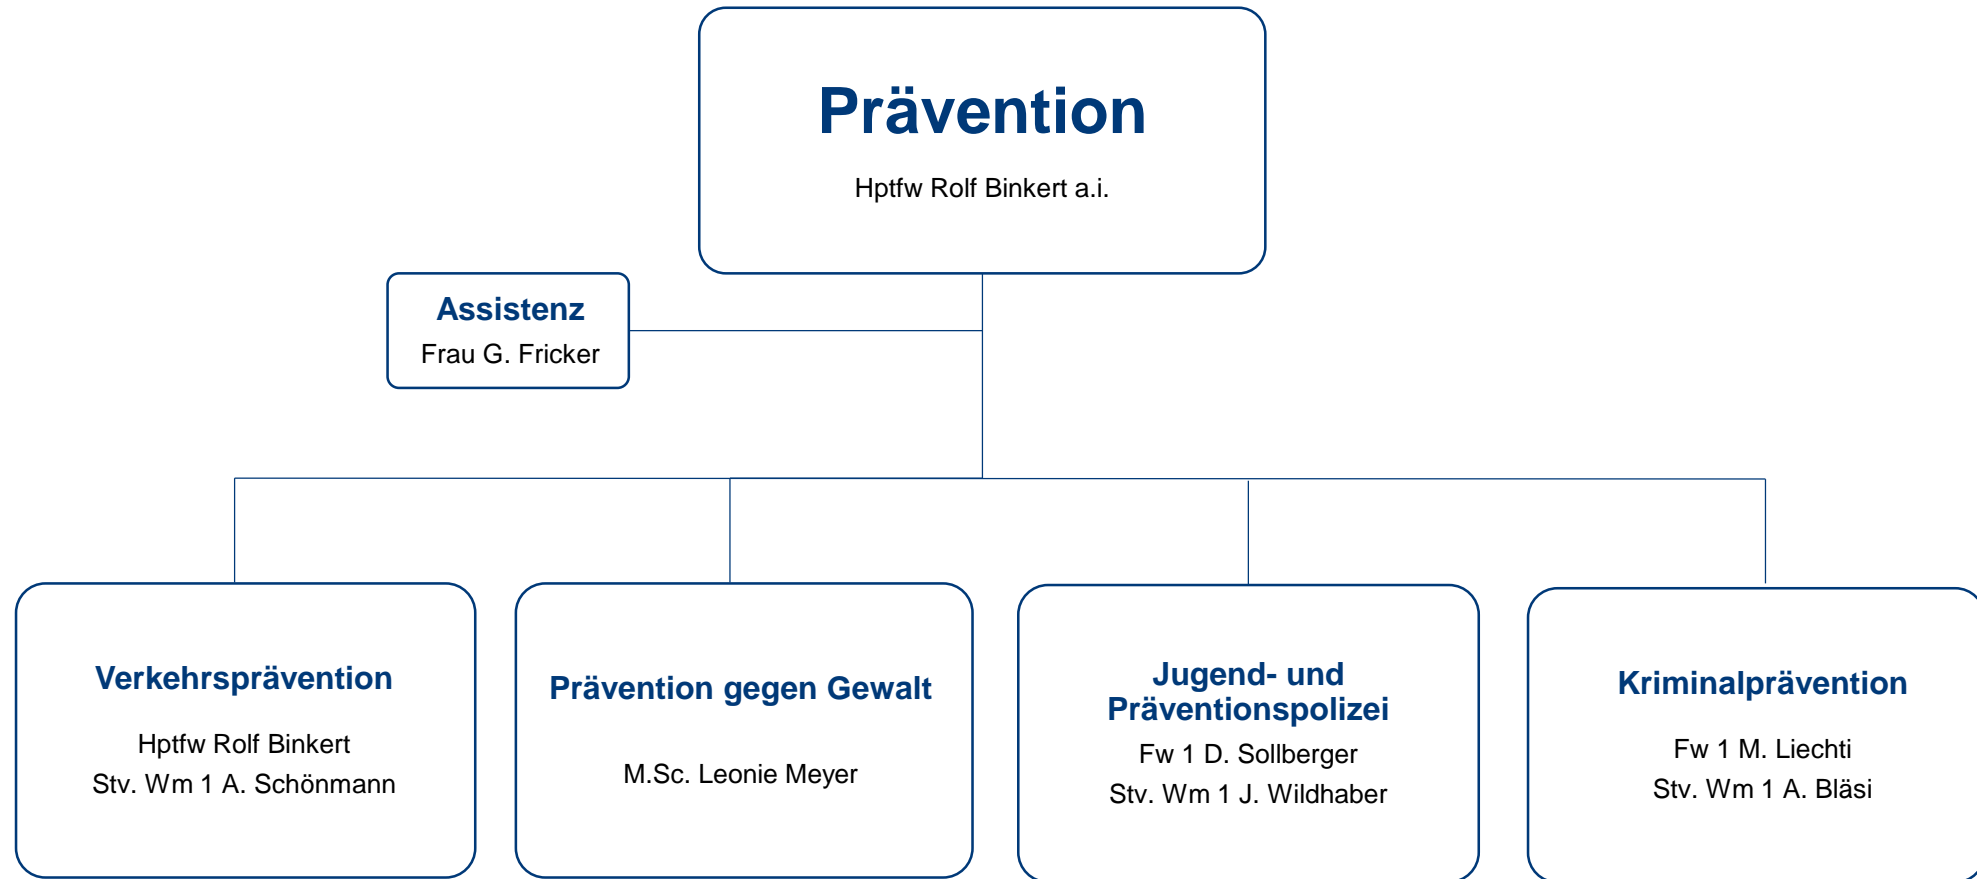 Prävention
Hptfw Rolf Binkert a.i.
Assistenz
Frau G. Fricker
Verkehrsprävention
Hptfw Rolf Binkert
Stv. Wm 1 A. Schönmann
Prävention gegen Gewalt
M.Sc. Leonie Meyer
Jugend- und
Präventionspolizei
Fw 1 D. Sollberger
Stv. Wm 1 J. Wildhaber
Kriminalprävention
Fw 1 M. Liechti
Stv. Wm 1 A. Bläsi